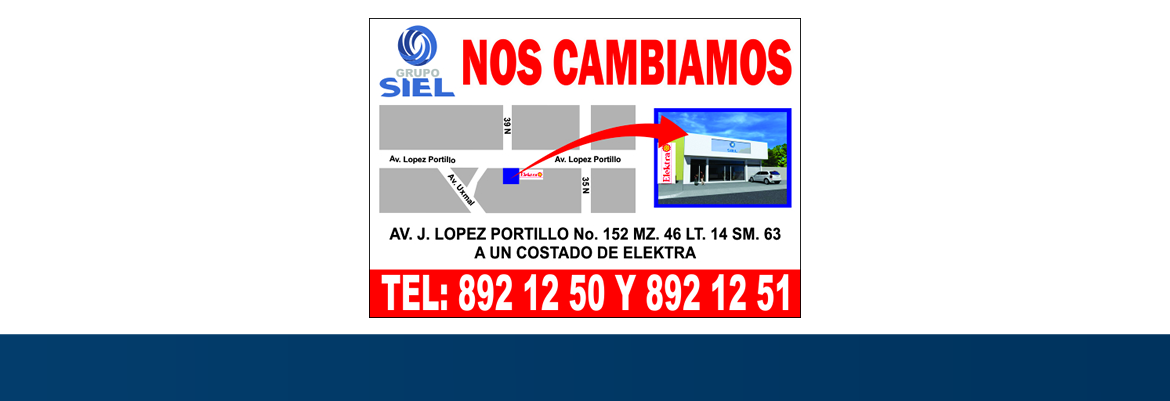 GRUPO
SIEL
NOS CAMBIAMOS
39 N
Av. Lopez Portillo
Av. Lopez Portillo
Elektra
Av. Uxmal
35 N
Elektra
AV. J. LOPEZ PORTILLO No. 152 MZ. 46 LT. 14 SM. 63
A UN COSTADO DE ELEKTRA
TEL: 892 12 50 Y 892 12 51